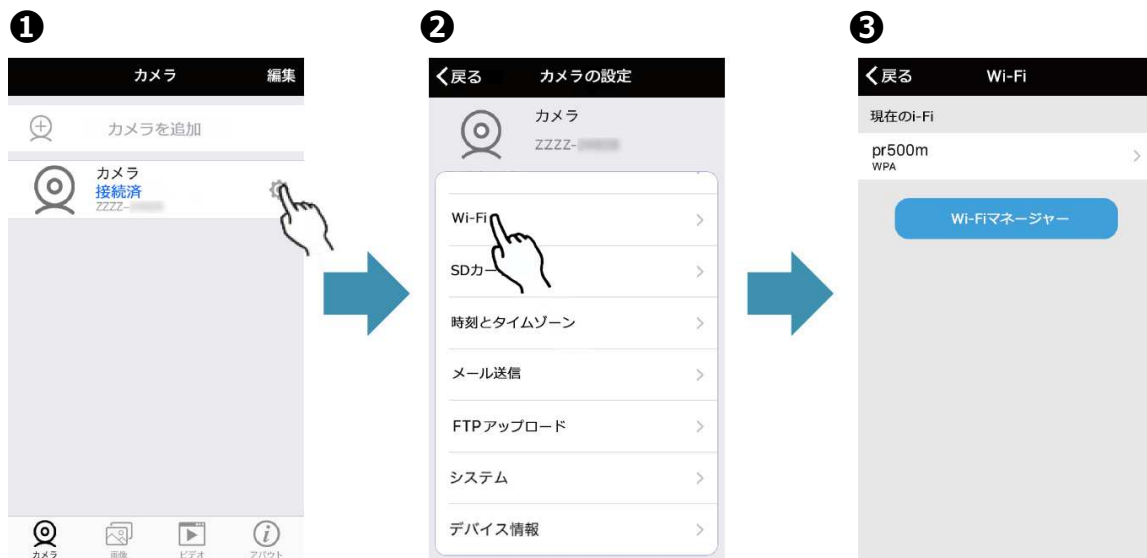 ❶
カメラ
編集
カメラを追加
カメラ
接続済
ZZZZ-
カメラ
画像
ビデオ
アバウト
❷
戻る
カメラの設定
カメラ
ZZZZ-
Wi-Fi
SDカー
時刻とタイムゾーン
メール送信
FTPアップロード
システム
デバイス情報
❸
戻る
Wi-Fi
現在のi-Fi
pr500m
WPA
Wi-Fiマネージャー